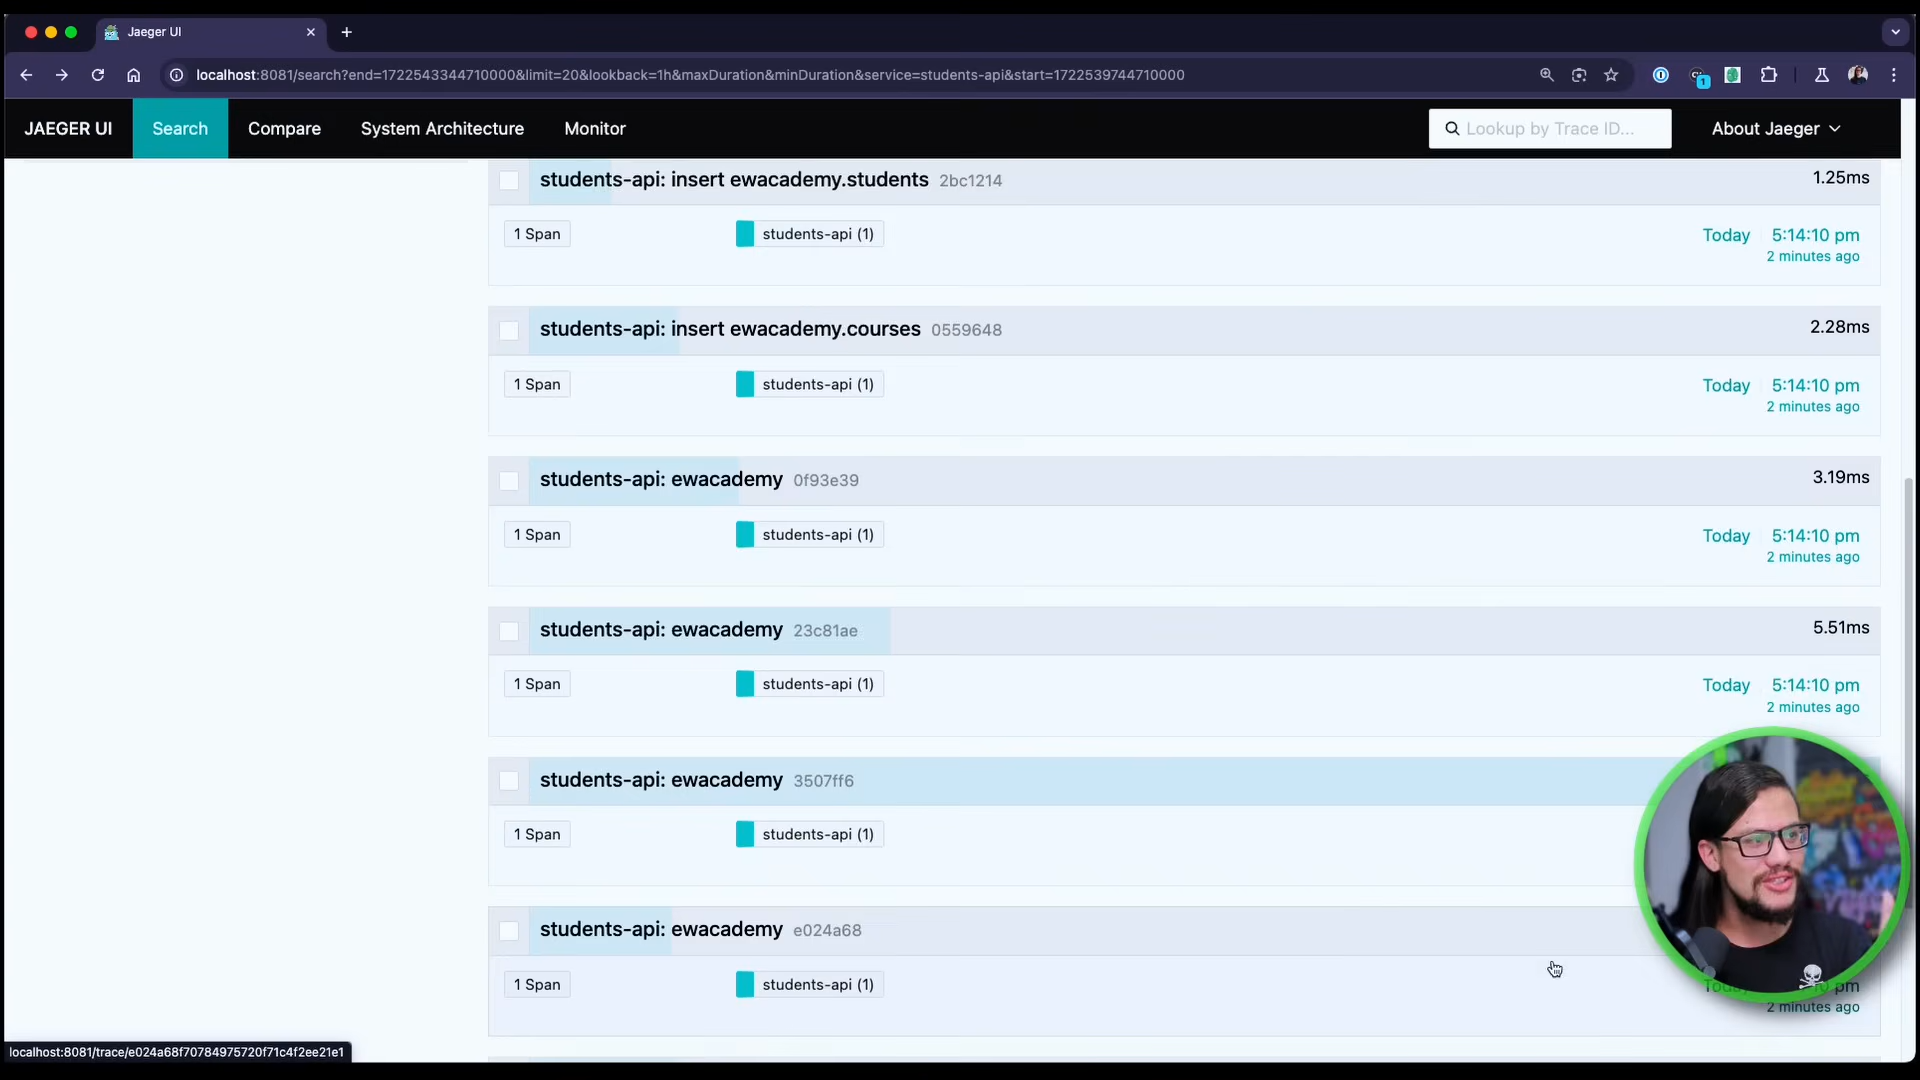 Jaeger UI
localhost:8081/search?end=1722543344710000&limit=20&lookback=1h&maxDuration&minDuration&service=students-api&start=1722539744710000
1
JAEGER UI
Search
Compare
System Architecture
Monitor
Lookup by Trace ID...
About Jaeger
students-api: insert ewacademy.students 2bc1214
1.25ms
1 Span
students-api (1)
Today 5:14:10 pm
2 minutes ago
students-api: insert ewacademy.courses 0559648
2.28ms
1 Span
students-api (1)
Today 5:14:10 pm
2 minutes ago
students-api: ewacademy 0f93e39
3.19ms
1 Span
students-api (1)
Today 5:14:10 pm
2 minutes ago
students-api: ewacademy 23c81ae
5.51ms
1 Span
students-api (1)
Today 5:14:10 pm
2 minutes ago
students-api: ewacademy 3507ff6
1 Span
students-api (1)
students-api: ewacademy e024a68
1 Span
students-api (1)
pm
2 minutes ago
localhost:8081/trace/e024a68f70784975720f71c4f2ee21e1